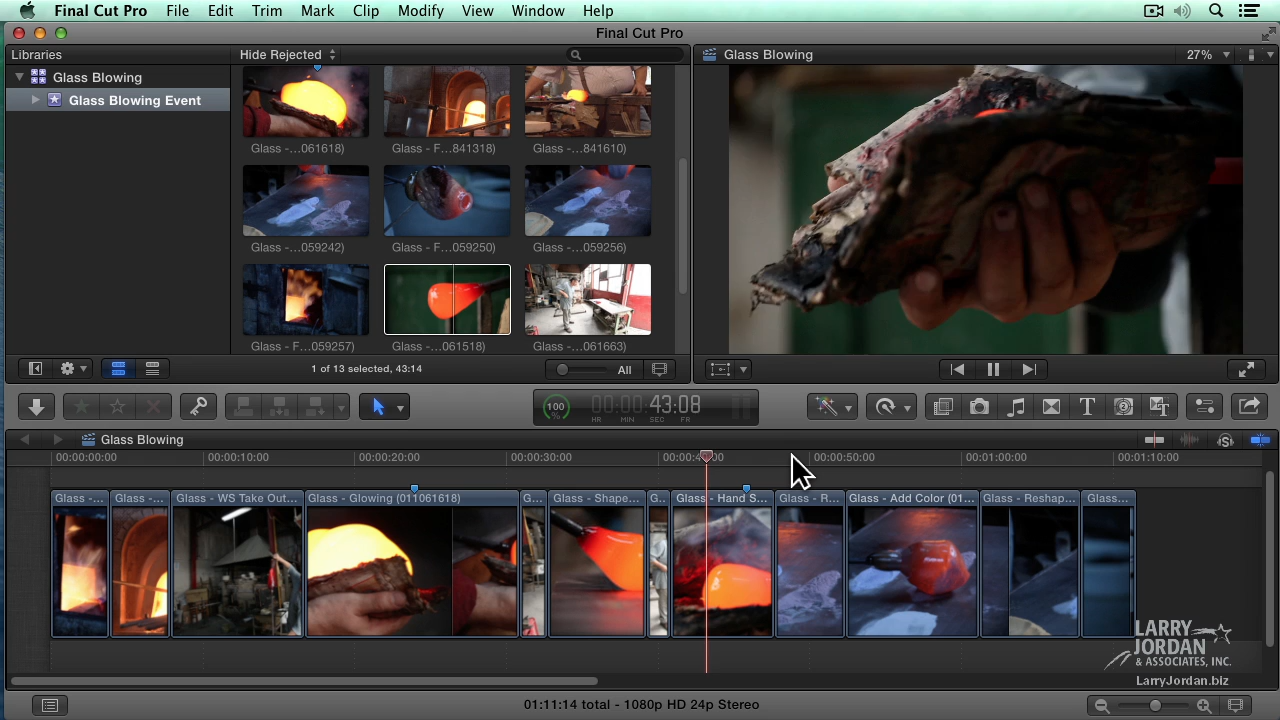 Final Cut Pro File Edit Trim Mark Clip Modify View Window Help
Final Cut Pro
Libraries
Hide Rejected
Glass Blowing
27%
Glass Blowing
Glass Blowing Event
Glass -...061618)
Glass - F...841318)
Glass -...841610)
Glass -...059242)
Glass - F...059250)
Glass -...059256)
Glass - F...059257)
Glass -...061518)
Glass -...061663)
1 of 13 selected, 43:14
All
100
%
00:00:43:08
HR MIN SEC FR
Glass Blowing
00:00:00:00
00:00:10:00
00:00:20:00
00:00:30:00
00:00:50:00
00:01:00:00
00:01:10:00
Glass -...
Glass -...
Glass - WS Take Out...
Glass - Glowing (011061618)
G...
Glass - Shape...
G..
Glass - Hand S...
Glass - R...
Glass - Add Color (01...
Glass - Reshap...
Glass...
LARRY
JORDAN
& ASSOCIATES, INC.
LarryJordan.biz
01:11:14 total - 1080p HD 24p Stereo